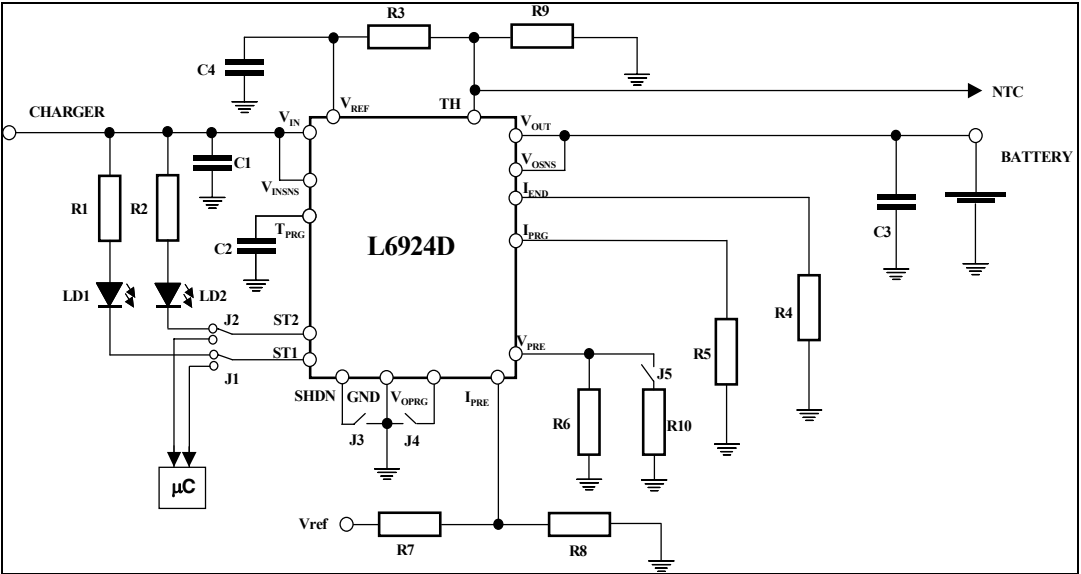 R3
R9
C4
NTC
CHARGER
VREF
TH
VIN
VOUT
C1
VOSNS
BATTERY
VINSNS
IEND
R1
R2
TPRG
C2
IPRG
C3
L6924D
LD1
LD2
R4
J2
ST2
VPRE
R5
ST1
J1
J5
SHDN
GND
VOPRG
IPRE
R6
R10
J3
J4
µC
Vref
R7
R8